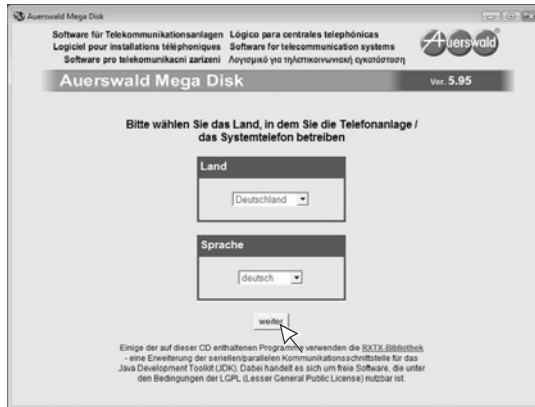 Auerswald Mega Disk
Software für Telekommunikationsanlagen Lógico para centrales telephónicas
Logiciel pour installations téléphoniques Software for telecommunication systems
Software pro telekomunikacni zarizeni Λογισμικό για τηλεπικοινωνιακή εγκατάσταση
Auerswald
Auerswald Mega Disk
Ver. 5.95
Bitte wählen Sie das Land, in dem Sie die Telefonanlage /
das Systemtelefon betreiben
Land
Deutschland
Sprache
deutsch
weiter
Einige der auf dieser CD enthaltenen Programme verwenden die RXTX-Bibliothek
- eine Erweiterung der seriellen/parallelen Kommunikationsschnittstelle für das
Java Development Toolkit (JDK). Dabei handelt es sich um freie Software, die unter
den Bedingungen der LGPL (Lesser General Public License) nutzbar ist.